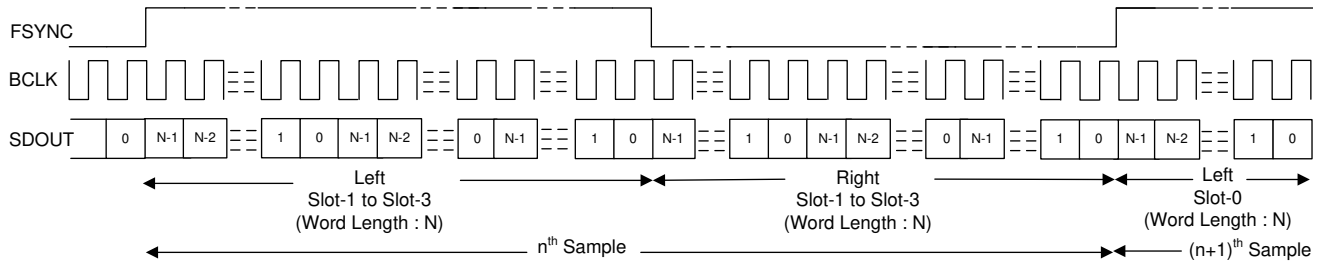 FSYNC
BCLK
SDOUT 0 N-1 N-2 1 0 N-1 N-2 0 N-1 1 0 N-1 1 0 N-1 N-2 0 N-1 1 0 N-1 N-2 1 0
Left Right Left
Slot-1 to Slot-3 Slot-1 to Slot-3 Slot-0
(Word Length : N) (Word Length : N) (Word Length : N)
nth Sample (n+1)th Sample